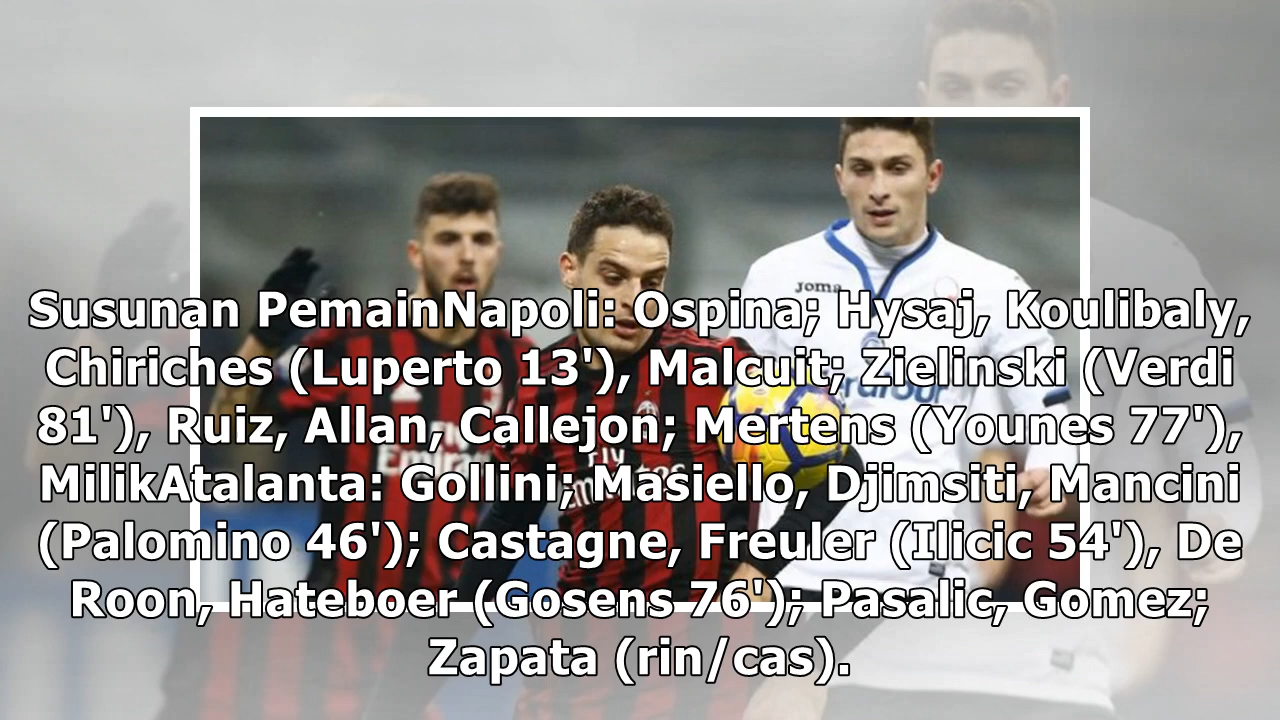 joma
Susunan PemainNapoli: Ospina; Hysaj, Koulibaly,
Chiriches (Luperto 13'), Malcuit; Zielinski (Verdi
81'), Ruiz, Allan, Callejon; Mertens (Younes 77'),
MilikAtalanta: Gollini; Masiello, Djimsiti, Mancini
(Palomino 46'); Castagne, Freuler (Ilicic 54'), De
Roon, Hateboer (Gosens 76'); Pasalic, Gomez;
Zapata (rin/cas).
Fly